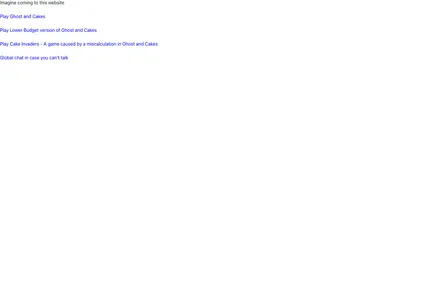 Imagine coming to this website
Play Ghost and Cakes
Play Lower-Budget version of Ghost and Cakes
Play Cake Invaders - A game caused by a miscalculation in Ghost and Cakes
Global chat in case you can't talk